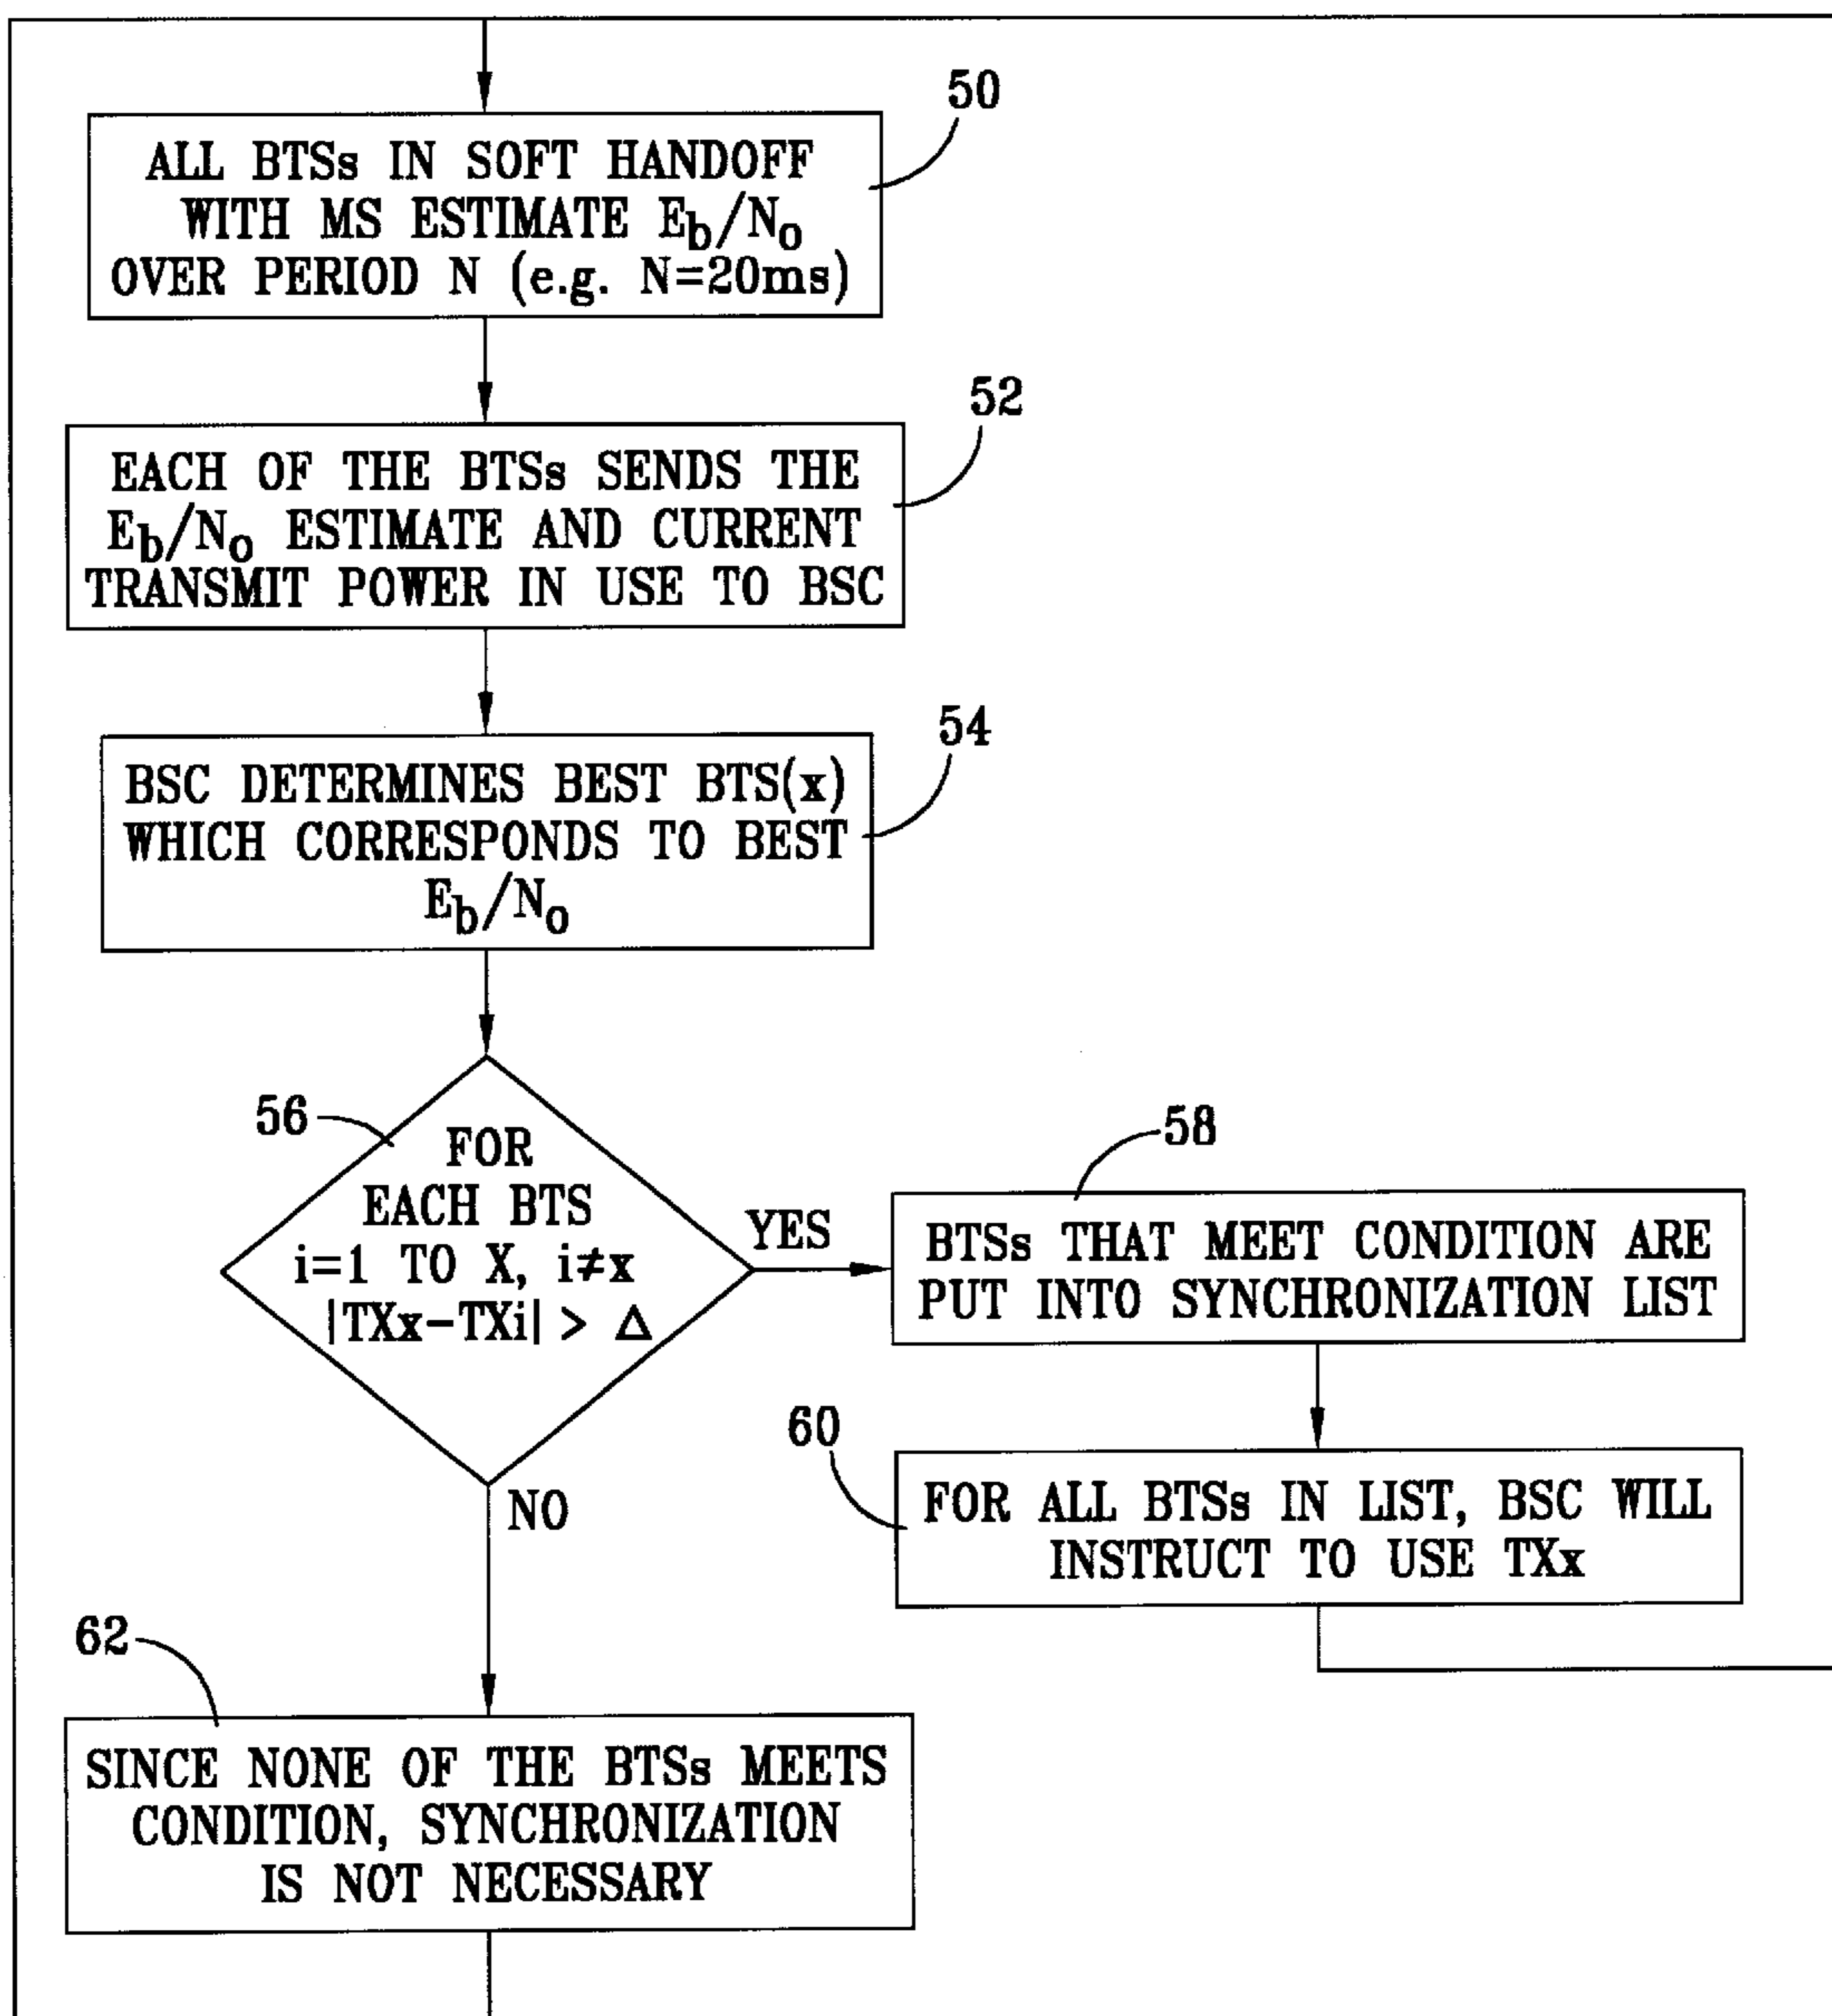 50
ALL BTSs IN SOFT HANDOFF
WITH MS ESTIMATE Eb/No
OVER PERIOD N (e.g. N=20ms)
52
EACH OF THE BTSs SENDS THE
Eb/No ESTIMATE AND CURRENT
TRANSMIT POWER IN USE TO BSC
54
BSC DETERMINES BEST BTS(x)
WHICH CORRESPONDS TO BEST
Eb/No
56
FOR
EACH BTS
i=1 TO X, i≠x
|TXx-TXi| > Δ
YES
NO
58
BTSs THAT MEET CONDITION ARE
PUT INTO SYNCHRONIZATION LIST
60
FOR ALL BTSs IN LIST, BSC WILL
INSTRUCT TO USE TXx
62
SINCE NONE OF THE BTSs MEETS
CONDITION, SYNCHRONIZATION
IS NOT NECESSARY